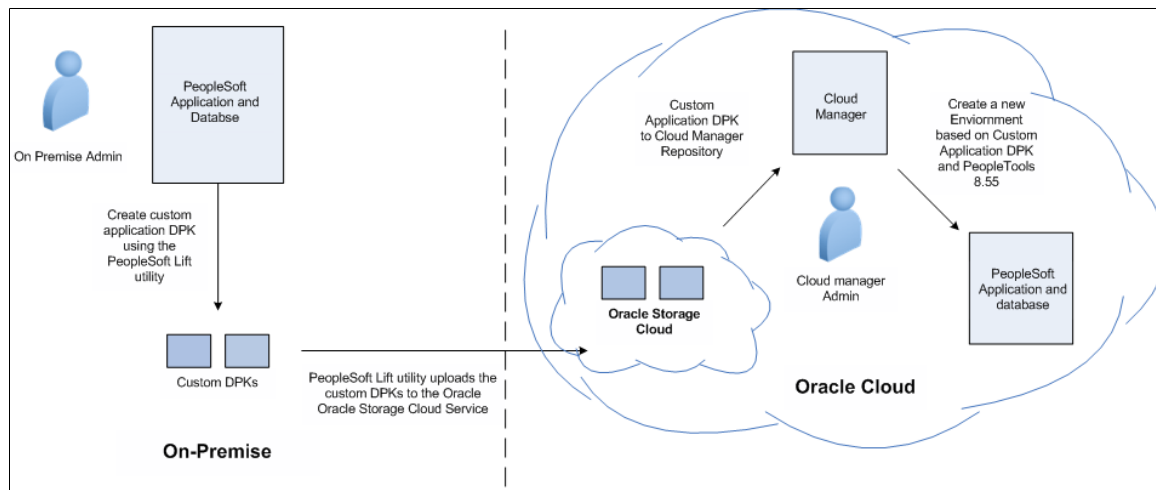 On Premise Admin
PeopleSoft
Application and
Databse
Create custom
application DPK
using the
PeopleSoft Lift
utility
Custom DPKs
On-Premise
PeopleSoft Lift utility uploads the
custom DPKs to the Oracle
Oracle Storage Cloud Service
Oracle Storage
Cloud
Custom
Application DPK
to Cloud Manager
Repository
Cloud
Manager
Cloud manager
Admin
Create a new
Enviornment
based on Custom
Application DPK
and PeopleTools
8.55
PeopleSoft
Application and
database
Oracle Cloud